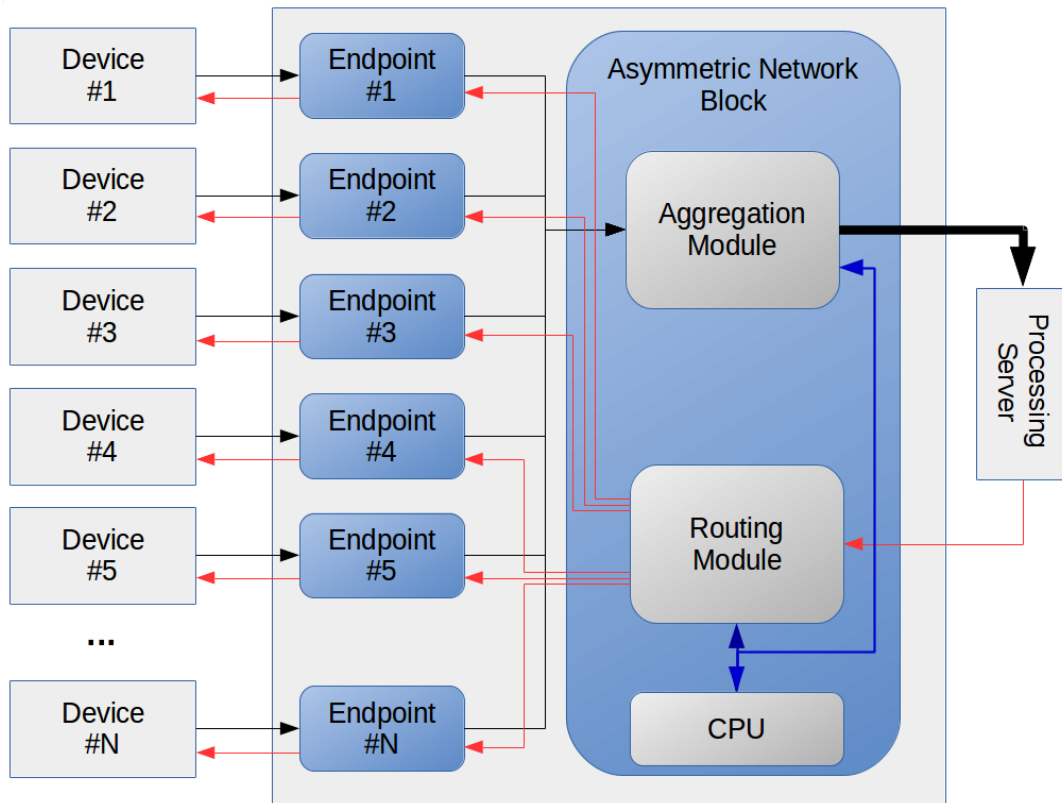 Device
#1
Endpoint
#1
Device
#2
Endpoint
#2
Device
#3
Endpoint
#3
Device
#4
Endpoint
#4
Device
#5
Endpoint
#5
...
Device
#N
Endpoint
#N
Asymmetric Network
Block
Aggregation
Module
Routing
Module
CPU
Processing
Server